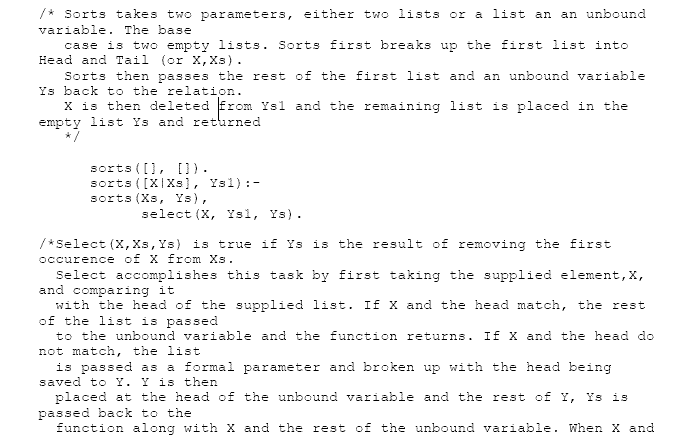 /* Sorts takes two parameters, either two lists or a list an an unbound
variable. The base
case is two empty lists. Sorts first breaks up the first list into
Head and Tail (or X,Xs).
Sorts then passes the rest of the first list and an unbound variable
Ys back to the relation.
X is then deleted from Ys1 and the remaining list is placed in the
empty list Ys and returned
*/
sorts([], []).
sorts([X|Xs], Ys1):-
sorts(Xs, Ys),
select(X, Ys1, Ys).
/*Select(X,Xs,Ys) is true if Ys is the result of removing the first
occurence of X from Xs.
Select accomplishes this task by first taking the supplied element,X,
and comparing it
with the head of the supplied list. If X and the head match, the rest
of the list is passed
to the unbound variable and the function returns. If X and the head do
not match, the list
is passed as a formal parameter and broken up with the head being
saved to Y. Y is then
placed at the head of the unbound variable and the rest of Y, Ys is
passed back to the
function along with X and the rest of the unbound variable. When X and